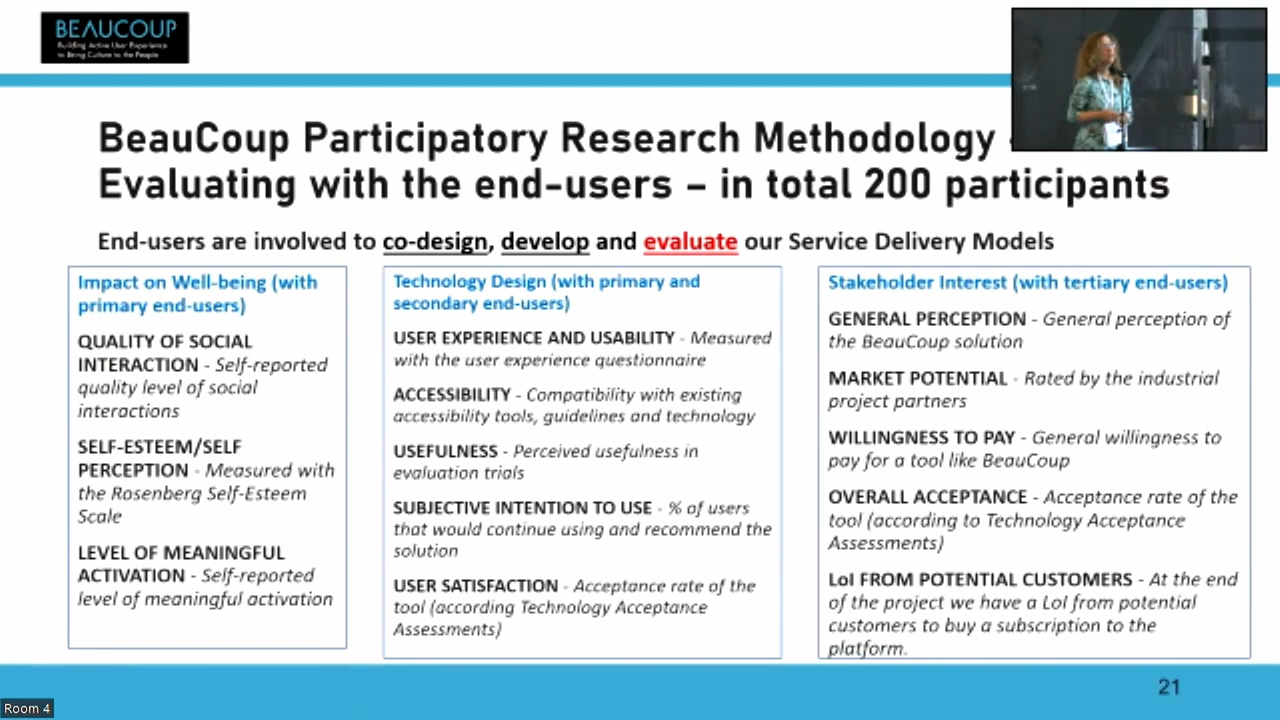 BEAUCOUP
Building Active User Experience
to Bring Culture to the People
BeauCoup Participatory Research Methodology -
Evaluating with the end-users – in total 200 participants
End-users are involved to co-design, develop and evaluate our Service Delivery Models
Impact on Well-being (with
primary end-users)
QUALITY OF SOCIAL
INTERACTION - Self-reported
quality level of social
interactions
SELF-ESTEEM/SELF
PERCEPTION - Measured with
the Rosenberg Self-Esteem
Scale
LEVEL OF MEANINGFUL
ACTIVATION - Self-reported
level of meaningful activation
Technology Design (with primary and
secondary end-users)
USER EXPERIENCE AND USABILITY - Measured
with the user experience questionnaire
ACCESSIBILITY - Compatibility with existing
accessibility tools, guidelines and technology
USEFULNESS - Perceived usefulness in
evaluation trials
SUBJECTIVE INTENTION TO USE - % of users
that would continue using and recommend the
solution
USER SATISFACTION - Acceptance rate of the
tool (according Technology Acceptance
Assessments)
Stakeholder Interest (with tertiary end-users)
GENERAL PERCEPTION - General perception of
the BeauCoup solution
MARKET POTENTIAL - Rated by the industrial
project partners
WILLINGNESS TO PAY - General willingness to
pay for a tool like BeauCoup
OVERALL ACCEPTANCE - Acceptance rate of the
tool (according to Technology Acceptance
Assessments)
LoI FROM POTENTIAL CUSTOMERS - At the end
of the project we have a LoI from potential
customers to buy a subscription to the
platform.
21
Room 4